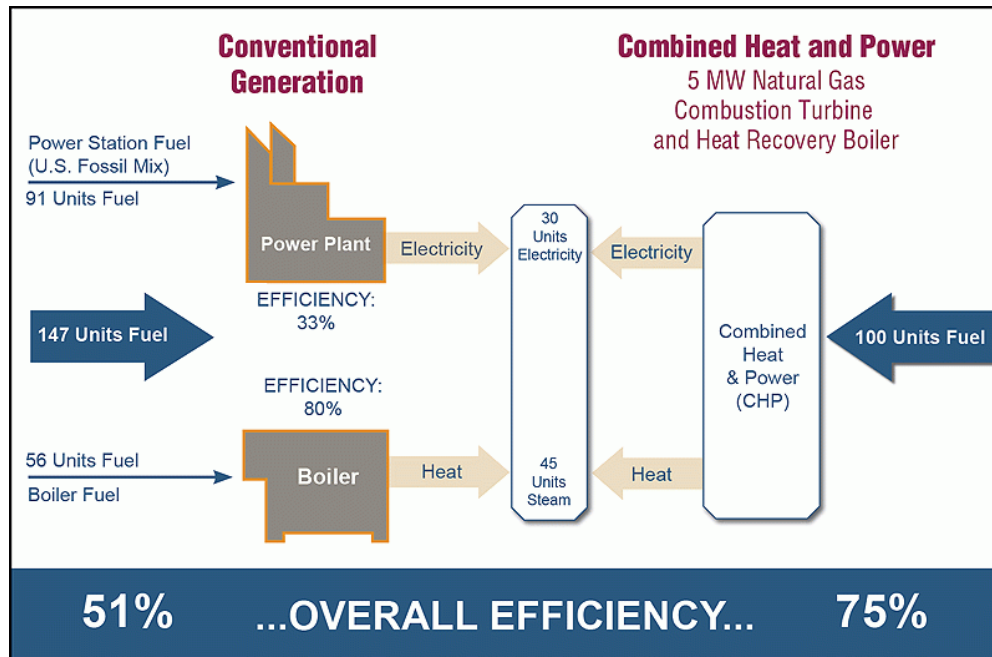 Conventional
Generation
Combined Heat and Power
5 MW Natural Gas
Combustion Turbine
and Heat Recovery Boiler
Power Station Fuel
(U.S. Fossil Mix)
91 Units Fuel
Power Plant
Electricity
30
Units
Electricity
Electricity
EFFICIENCY:
33%
147 Units Fuel
Combined
Heat
& Power
(CHP)
100 Units Fuel
EFFICIENCY:
80%
56 Units Fuel
Boiler Fuel
Boiler
Heat
45
Units
Steam
Heat
51% ...OVERALL EFFICIENCY... 75%